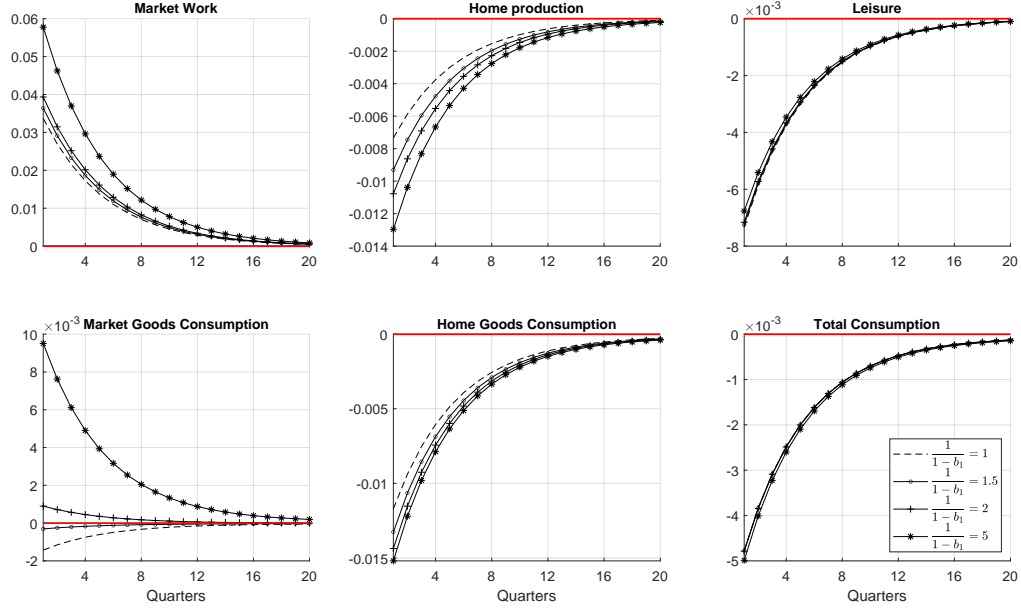 Market Work
0.06
0.05
0.04
0.03
0.02
0.01
0
4 8 12 16 20
Home production
0
-0.002
-0.004
-0.006
-0.008
-0.01
-0.012
-0.014
4 8 12 16 20
×10⁻³ Leisure
0
-2
-4
-6
-8
4 8 12 16 20
×10⁻³ Market Goods Consumption
10
8
6
4
2
0
-2
4 8 12 16 20
Quarters
Home Goods Consumption
0
-0.005
-0.01
-0.015
4 8 12 16 20
Quarters
×10⁻³ Total Consumption
0
-1
-2
-3
-4
-5
4 8 12 16 20
Quarters
1/(1 − b₁) = 1
1/(1 − b₁) = 1.5
1/(1 − b₁) = 2
1/(1 − b₁) = 5